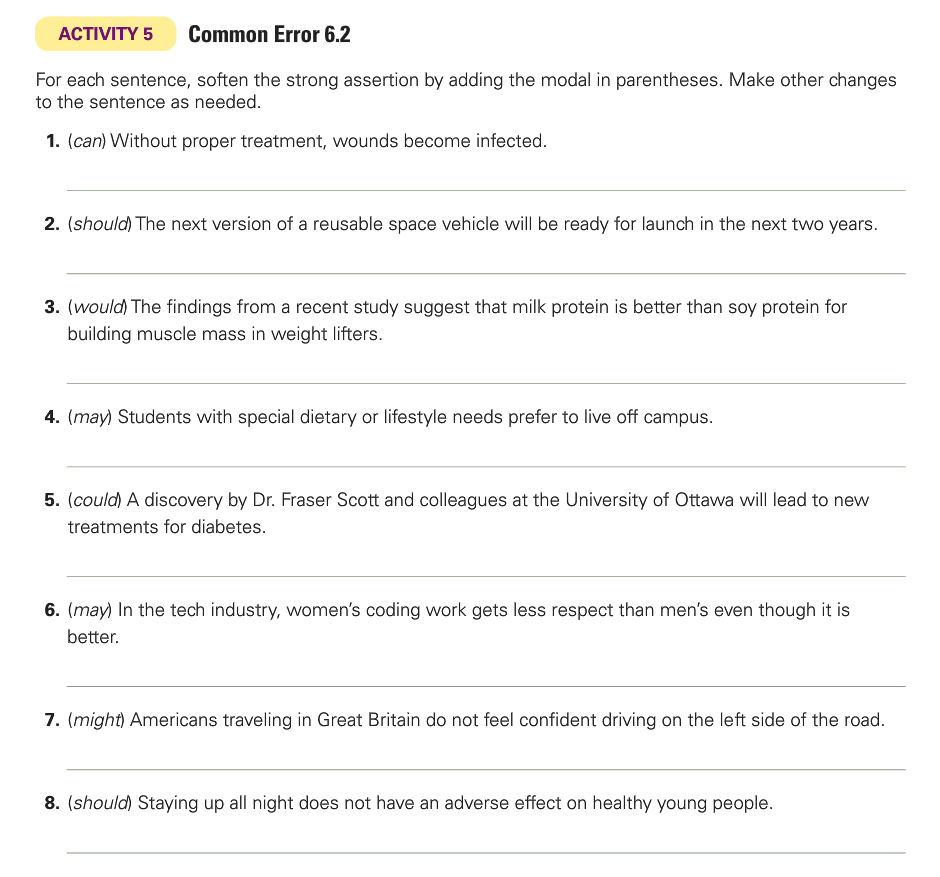 ACTIVITY 5 Common Error 6.2
For each sentence, soften the strong assertion by adding the modal in parentheses. Make other changes
to the sentence as needed.
1. (can) Without proper treatment, wounds become infected.
2. (should) The next version of a reusable space vehicle will be ready for launch in the next two years.
3. (would) The findings from a recent study suggest that milk protein is better than soy protein for
building muscle mass in weight lifters.
4. (may) Students with special dietary or lifestyle needs prefer to live off campus.
5. (could) A discovery by Dr. Fraser Scott and colleagues at the University of Ottawa will lead to new
treatments for diabetes.
6. (may) In the tech industry, women’s coding work gets less respect than men’s even though it is
better.
7. (might) Americans traveling in Great Britain do not feel confident driving on the left side of the road.
8. (should) Staying up all night does not have an adverse effect on healthy young people.